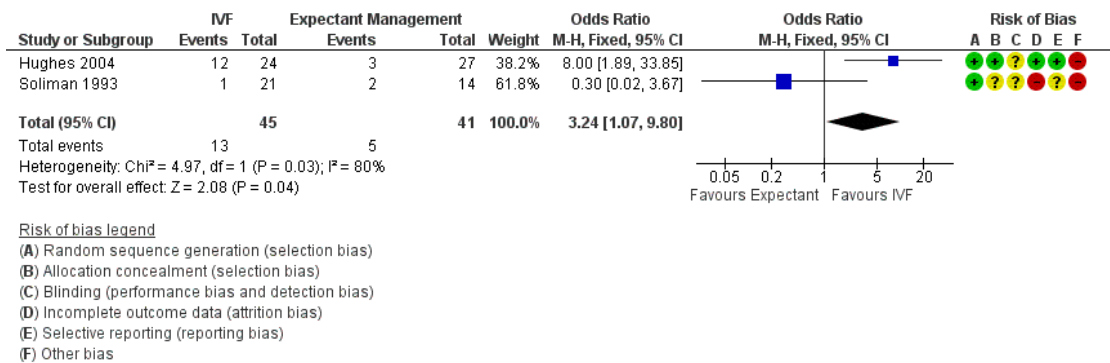 IVF Expectant Management Odds Ratio Odds Ratio Risk of Bias
Study or Subgroup Events Total Events Total Weight M-H, Fixed, 95% CI M-H, Fixed, 95% CI A B C D E F
Hughes 2004 12 24 3 27 38.2% 8.00 [1.89, 33.85] + + ? + + −
Soliman 1993 1 21 2 14 61.8% 0.30 [0.02, 3.67] + ? ? − ? −
Total (95% CI) 45 41 100.0% 3.24 [1.07, 9.80]
Total events 13 5
Heterogeneity: Chi² = 4.97, df = 1 (P = 0.03); I² = 80%
Test for overall effect: Z = 2.08 (P = 0.04)
0.05 0.2 1 5 20
Favours Expectant Favours IVF
Risk of bias legend
(A) Random sequence generation (selection bias)
(B) Allocation concealment (selection bias)
(C) Blinding (performance bias and detection bias)
(D) Incomplete outcome data (attrition bias)
(E) Selective reporting (reporting bias)
(F) Other bias